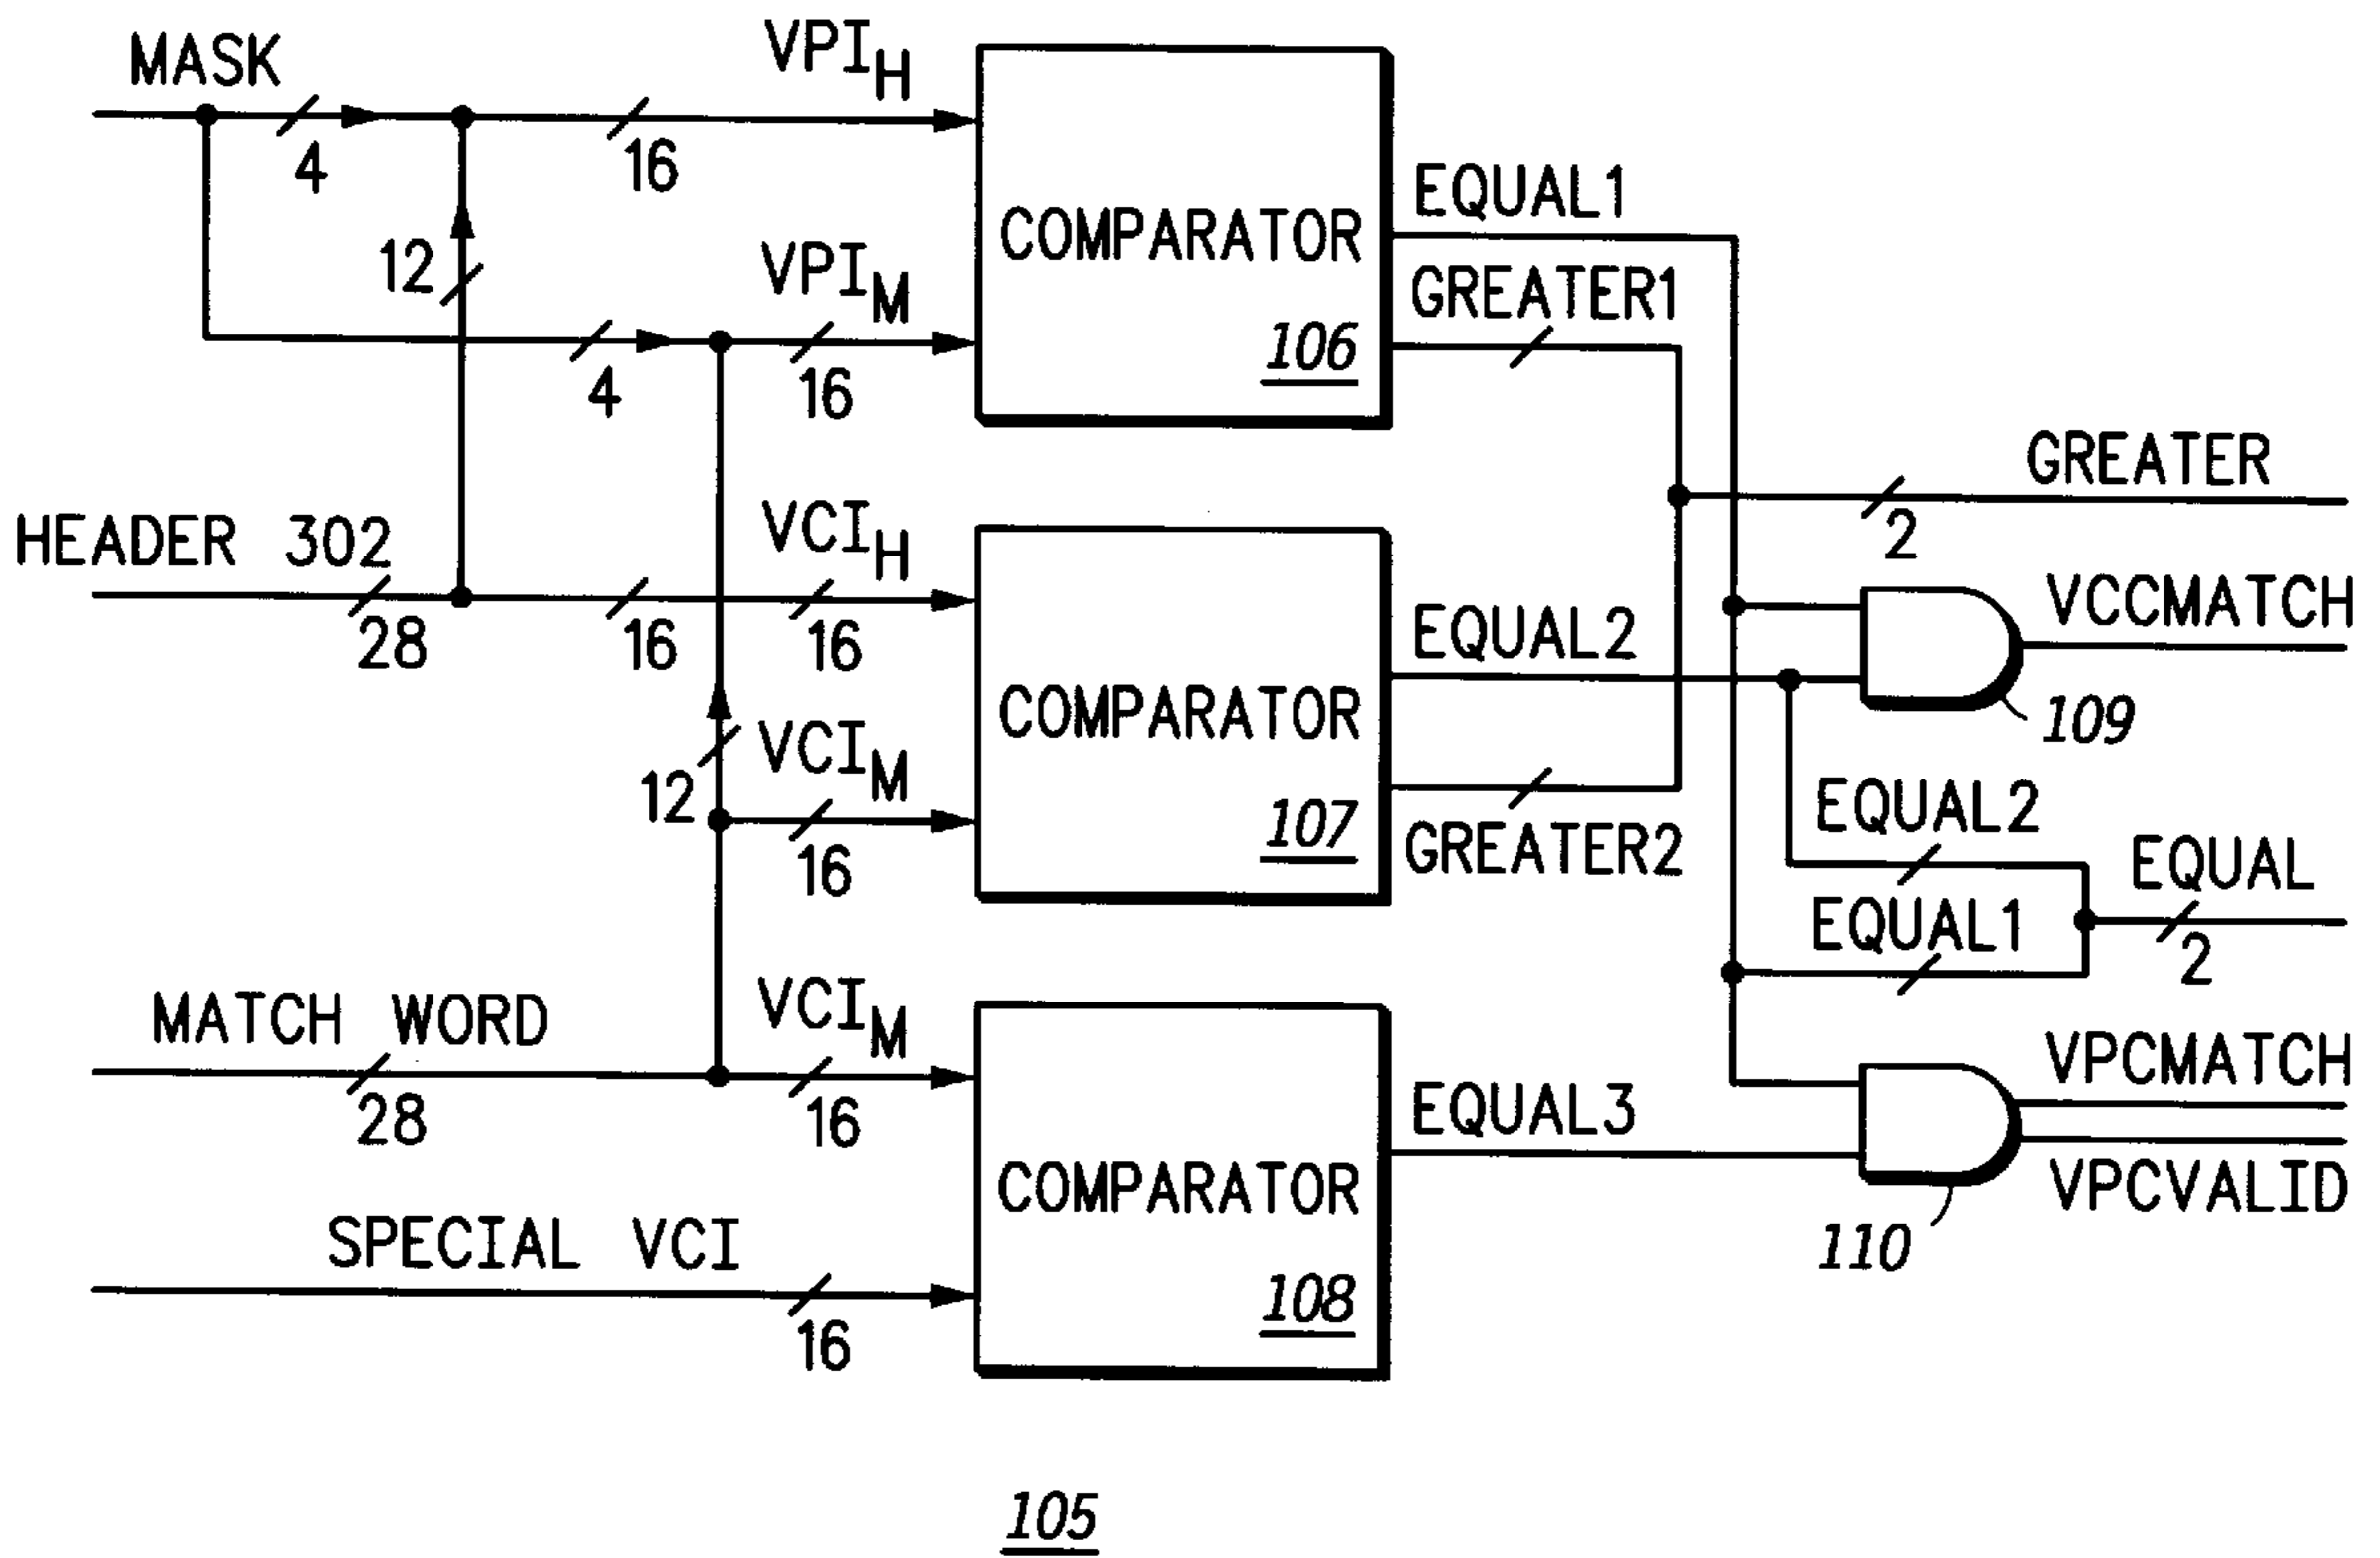 MASK
VPIH
4
16
12
VPIM
4
16
COMPARATOR
106
EQUAL1
GREATER1
HEADER 302
28
16
VCIH
16
12
VCIM
16
COMPARATOR
107
EQUAL2
GREATER2
GREATER
2
VCCMATCH
109
EQUAL2
EQUAL1
EQUAL
2
MATCH WORD
28
VCIM
16
SPECIAL VCI
16
COMPARATOR
108
EQUAL3
VPCMATCH
VPCVALID
110
105